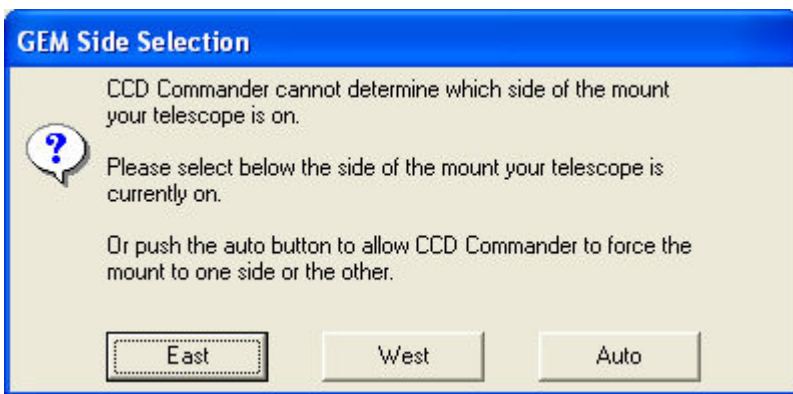 GEM Side Selection
CCD Commander cannot determine which side of the mount
your telescope is on.
?
Please select below the side of the mount your telescope is
currently on.
Or push the auto button to allow CCD Commander to force the
mount to one side or the other.
East West Auto